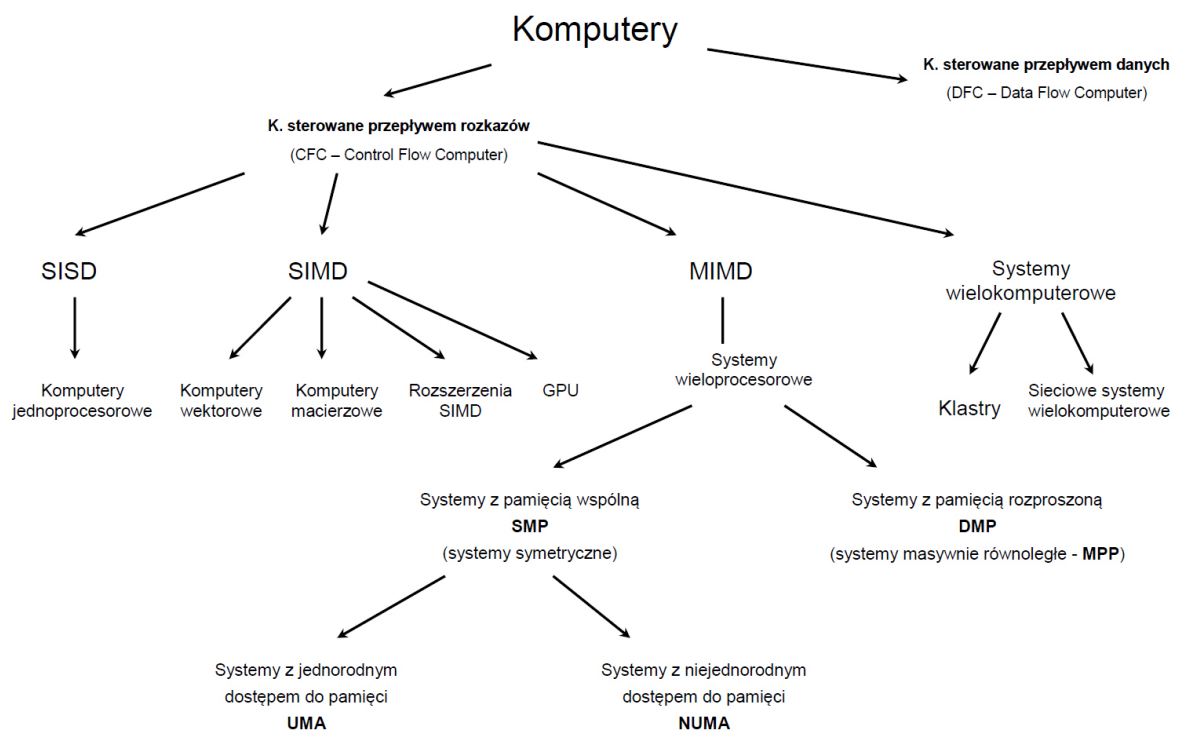 Komputery
K. sterowane przepływem danych
(DFC – Data Flow Computer)
K. sterowane przepływem rozkazów
(CFC – Control Flow Computer)
SISD
SIMD
MIMD
Systemy
wielokomputerowe
Komputery
jednoprocesorowe
Komputery
wektorowe
Komputery
macierzowe
Rozszerzenia
SIMD
GPU
Systemy
wieloprocesorowe
Klastry
Sieciowe systemy
wielokomputerowe
Systemy z pamięcią wspólną
SMP
(systemy symetryczne)
Systemy z pamięcią rozproszoną
DMP
(systemy masywnie równoległe - MPP)
Systemy z jednorodnym
dostępem do pamięci
UMA
Systemy z niejednorodnym
dostępem do pamięci
NUMA